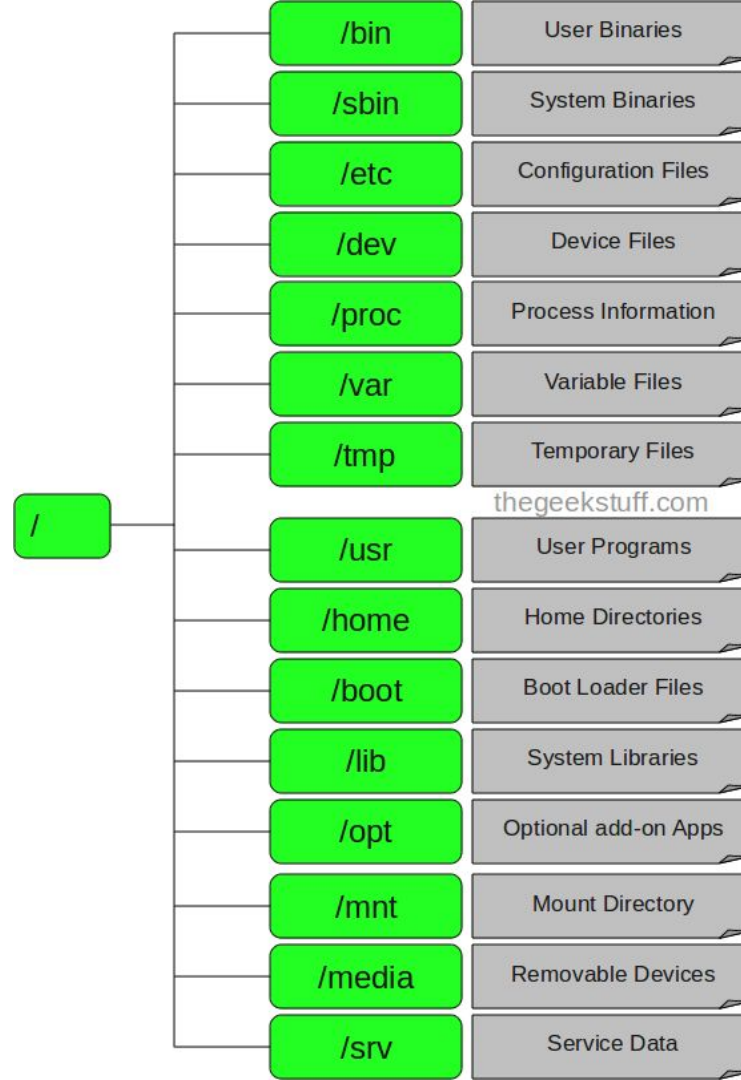 /bin User Binaries
/sbin System Binaries
/etc Configuration Files
/dev Device Files
/proc Process Information
/var Variable Files
/tmp Temporary Files
thegeekstuff.com
/
/usr User Programs
/home Home Directories
/boot Boot Loader Files
/lib System Libraries
/opt Optional add-on Apps
/mnt Mount Directory
/media Removable Devices
/srv Service Data